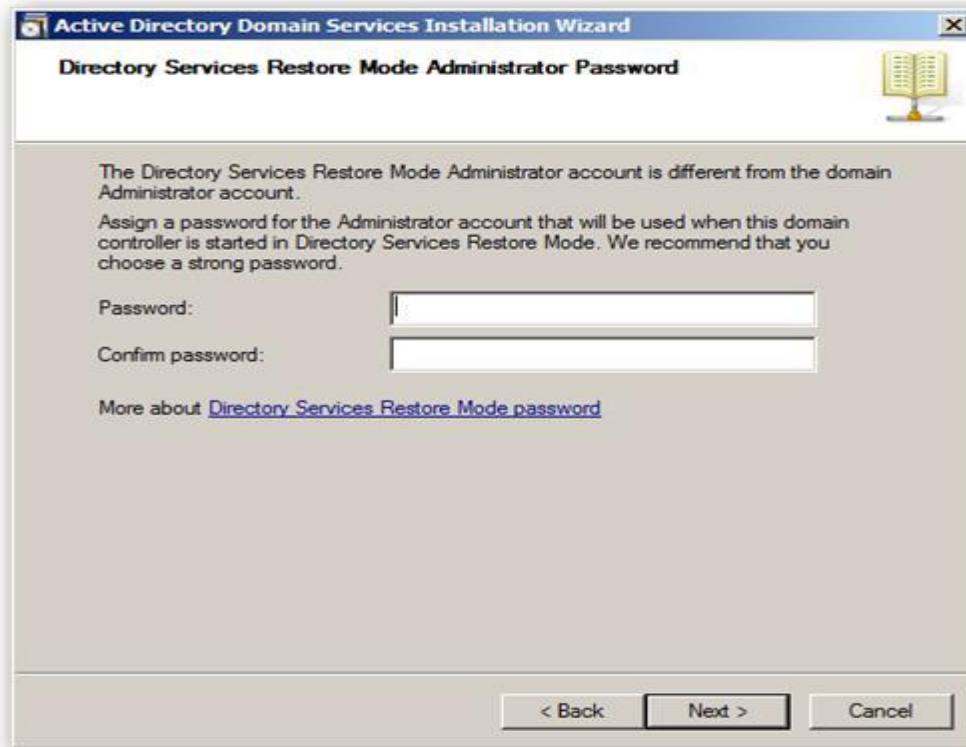 Active Directory Domain Services Installation Wizard
Directory Services Restore Mode Administrator Password
The Directory Services Restore Mode Administrator account is different from the domain
Administrator account.
Assign a password for the Administrator account that will be used when this domain
controller is started in Directory Services Restore Mode. We recommend that you
choose a strong password.
Password:
Confirm password:
More about Directory Services Restore Mode password
< Back Next > Cancel